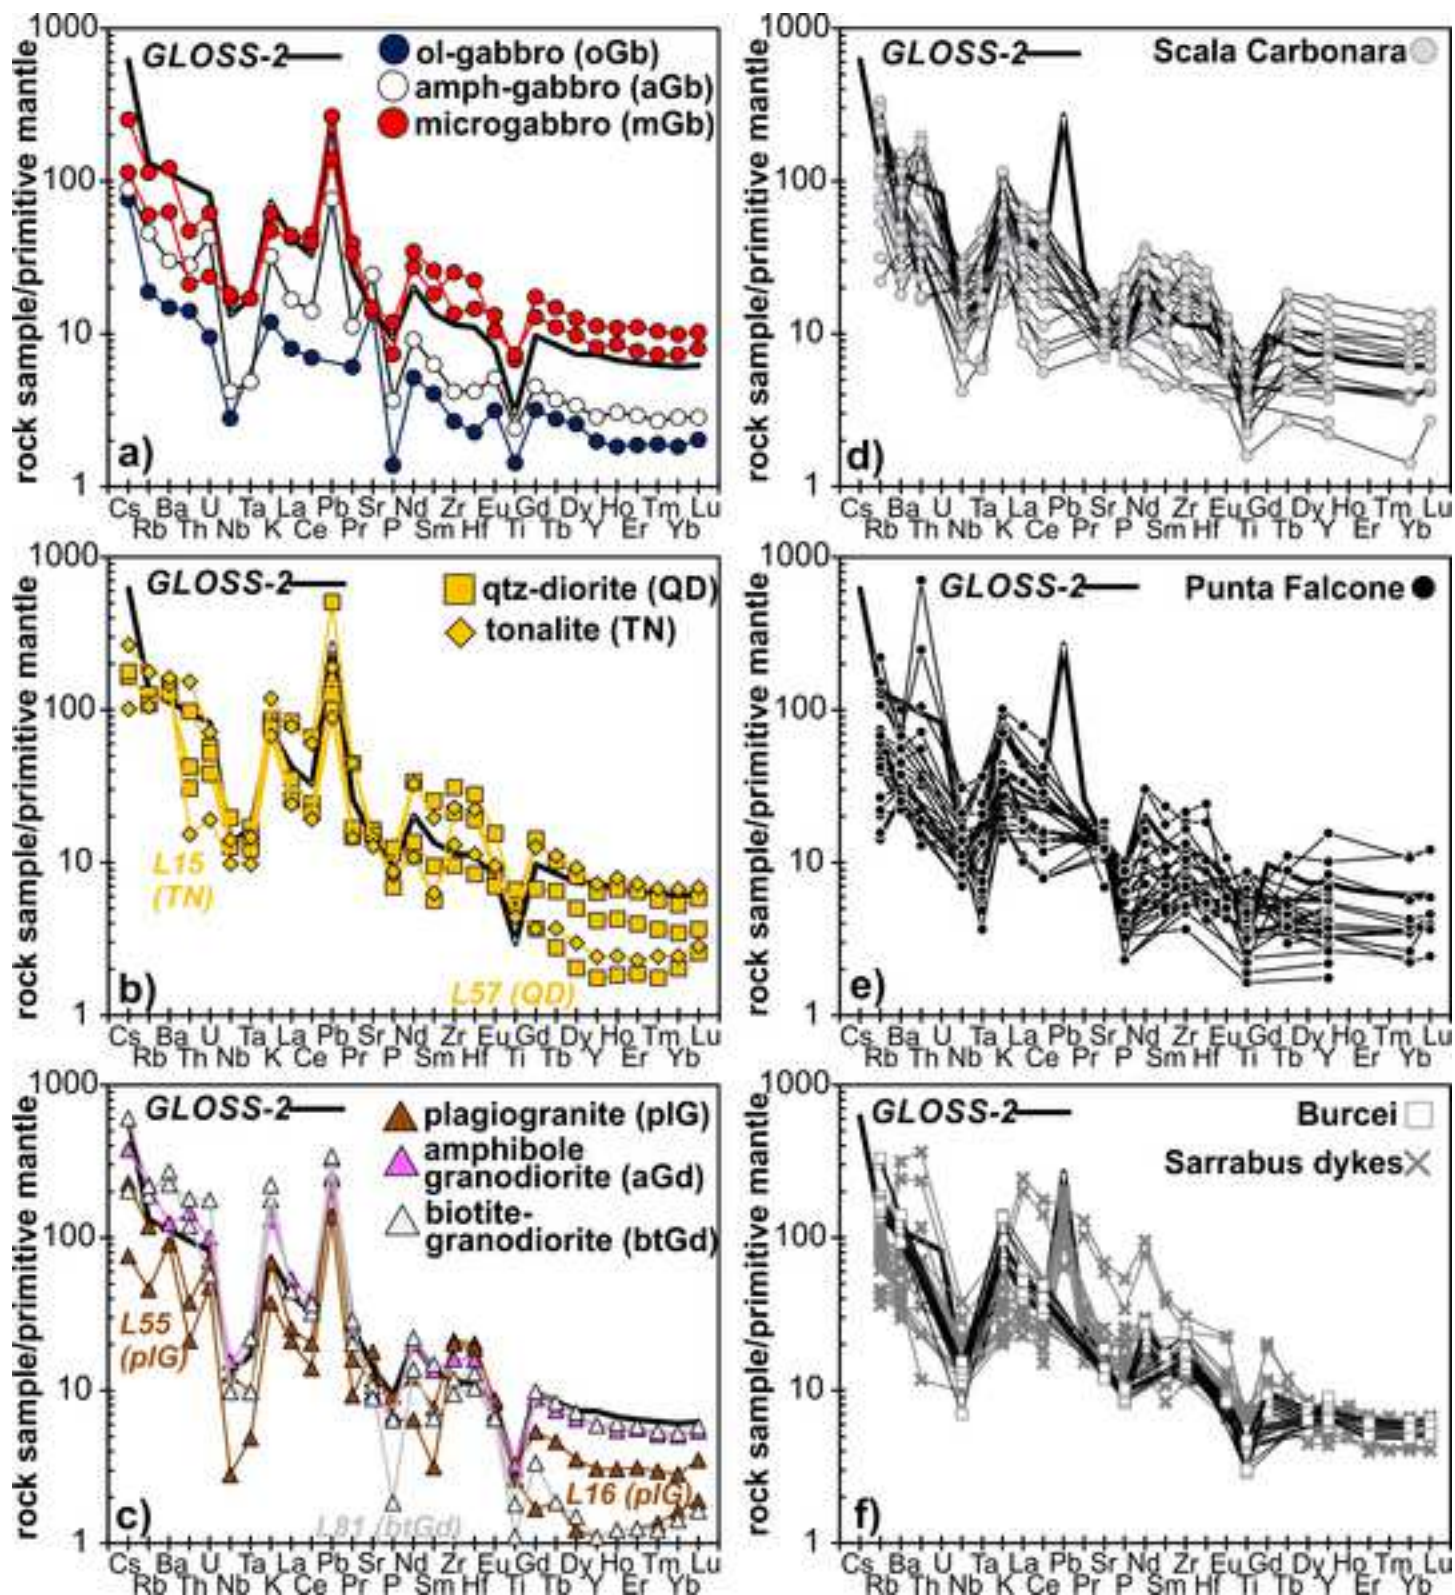 rock sample/primitive mantle
1000
100
10
1
GLOSS-2
ol-gabbro (oGb)
amph-gabbro (aGb)
microgabbro (mGb)
a)
Cs Ba U Ta La Pb Sr Nd Zr Eu Gd Dy Ho Tm Lu
Rb Th Nb K Ce Pr P Sm Hf Ti Tb Y Er Yb
rock sample/primitive mantle
1000
100
10
1
GLOSS-2
Scala Carbonara
d)
Cs Ba U Ta La Pb Sr Nd Zr Eu Gd Dy Ho Tm Lu
Rb Th Nb K Ce Pr P Sm Hf Ti Tb Y Er Yb
rock sample/primitive mantle
1000
100
10
1
GLOSS-2
qtz-diorite (QD)
tonalite (TN)
L15
(TN)
L57 (QD)
b)
Cs Ba U Ta La Pb Sr Nd Zr Eu Gd Dy Ho Tm Lu
Rb Th Nb K Ce Pr P Sm Hf Ti Tb Y Er Yb
rock sample/primitive mantle
1000
100
10
1
GLOSS-2
Punta Falcone
e)
Cs Ba U Ta La Pb Sr Nd Zr Eu Gd Dy Ho Tm Lu
Rb Th Nb K Ce Pr P Sm Hf Ti Tb Y Er Yb
rock sample/primitive mantle
1000
100
10
1
GLOSS-2
plagiogranite (plG)
amphibole
granodiorite (aGd)
biotite-
granodiorite (btGd)
L55
(plG)
L16 (plG)
L81 (btGd)
c)
Cs Ba U Ta La Pb Sr Nd Zr Eu Gd Dy Ho Tm Lu
Rb Th Nb K Ce Pr P Sm Hf Ti Tb Y Er Yb
rock sample/primitive mantle
1000
100
10
1
GLOSS-2
Burcei
Sarrabus dykes
f)
Cs Ba U Ta La Pb Sr Nd Zr Eu Gd Dy Ho Tm Lu
Rb Th Nb K Ce Pr P Sm Hf Ti Tb Y Er Yb